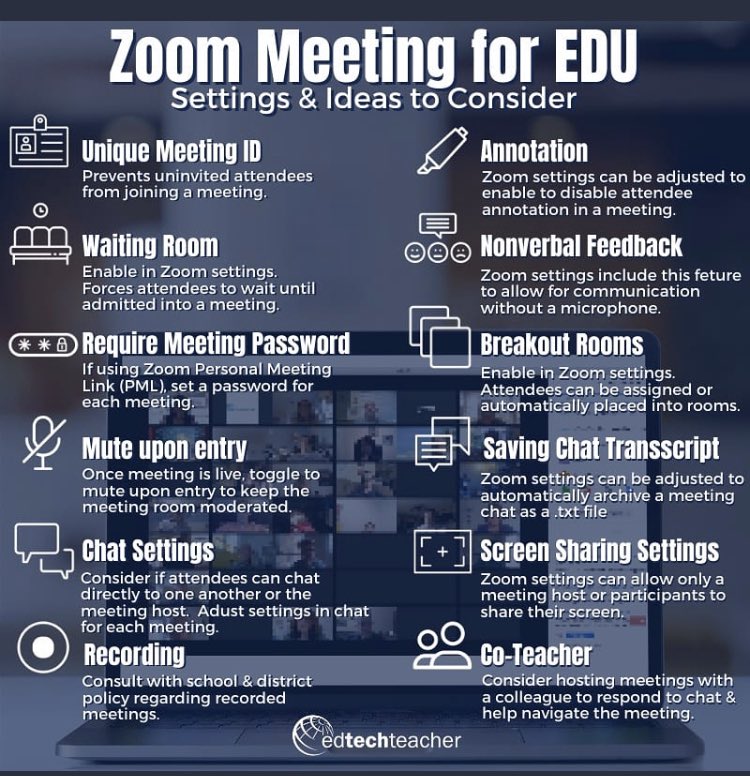 Zoom Meeting for EDU
Settings & Ideas to Consider
Unique Meeting ID
Prevents uninvited attendees
from joining a meeting.
Waiting Room
Enable in Zoom settings.
Forces attendees to wait until
admitted into a meeting.
Require Meeting Password
If using Zoom Personal Meeting
Link (PML), set a password for
each meeting.
Mute upon entry
Once meeting is live, toggle to
mute upon entry to keep the
meeting room moderated.
Chat Settings
Consider if attendees can chat
directly to one another or the
meeting host. Adust settings in chat
for each meeting.
Recording
Consult with school & district
policy regarding recorded
meetings.
Annotation
Zoom settings can be adjusted to
enable to disable attendee
annotation in a meeting.
Nonverbal Feedback
Zoom settings include this feture
to allow for communication
without a microphone.
Breakout Rooms
Enable in Zoom settings.
Attendees can be assigned or
automatically placed into rooms.
Saving Chat Transscript
Zoom settings can be adjusted to
automatically archive a meeting
chat as a .txt file
Screen Sharing Settings
Zoom settings can allow only a
meeting host or participants to
share their screen.
Co-Teacher
Consider hosting meetings with
a colleague to respond to chat &
help navigate the meeting.
edtechteacher